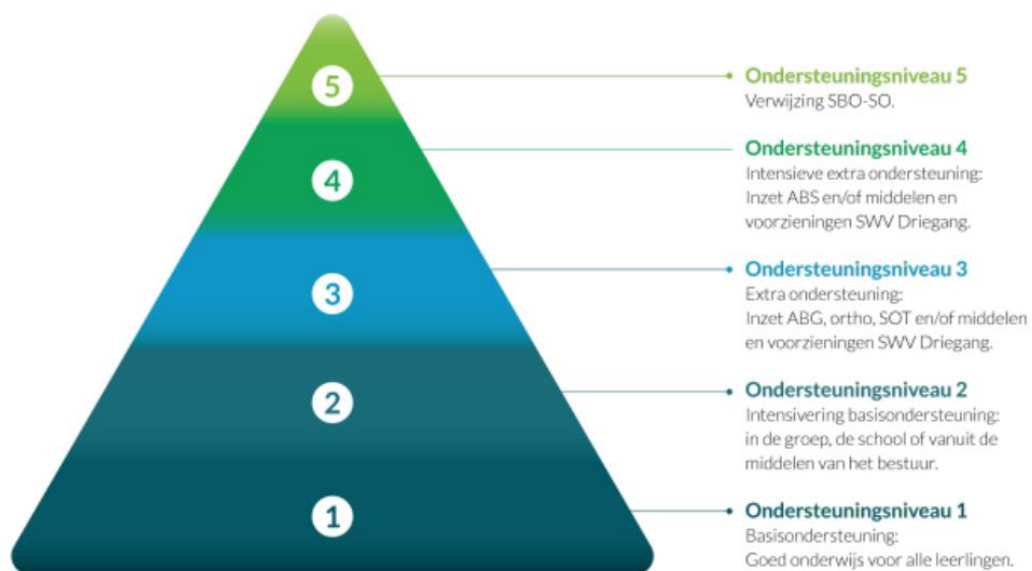 5
Ondersteuningsniveau 5
Verwijzing SBO-SO.
4
Ondersteuningsniveau 4
Intensieve extra ondersteuning:
Inzet ABS en/of middelen en
voorzieningen SWV Driegang.
3
Ondersteuningsniveau 3
Extra ondersteuning:
Inzet ABG, ortho, SOT en/of middelen
en voorzieningen SWV Driegang.
2
Ondersteuningsniveau 2
Intensivering basisondersteuning:
in de groep, de school of vanuit de
middelen van het bestuur.
1
Ondersteuningsniveau 1
Basisondersteuning:
Goed onderwijs voor alle leerlingen.